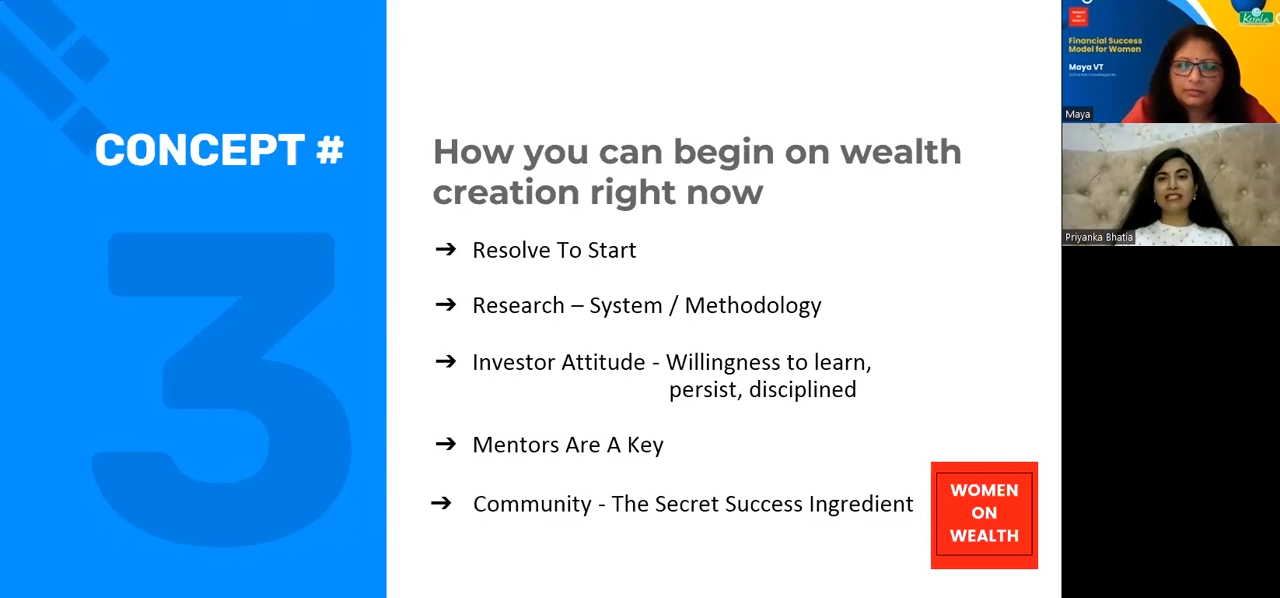 CONCEPT #
3
How you can begin on wealth
creation right now
➔ Resolve To Start
➔ Research – System / Methodology
➔ Investor Attitude - Willingness to learn,
persist, disciplined
➔ Mentors Are A Key
➔ Community - The Secret Success Ingredient
WOMEN
ON
WEALTH
Financial Success
Model for Women
Maya VT
Kerala
Maya
Priyanka Bhatia